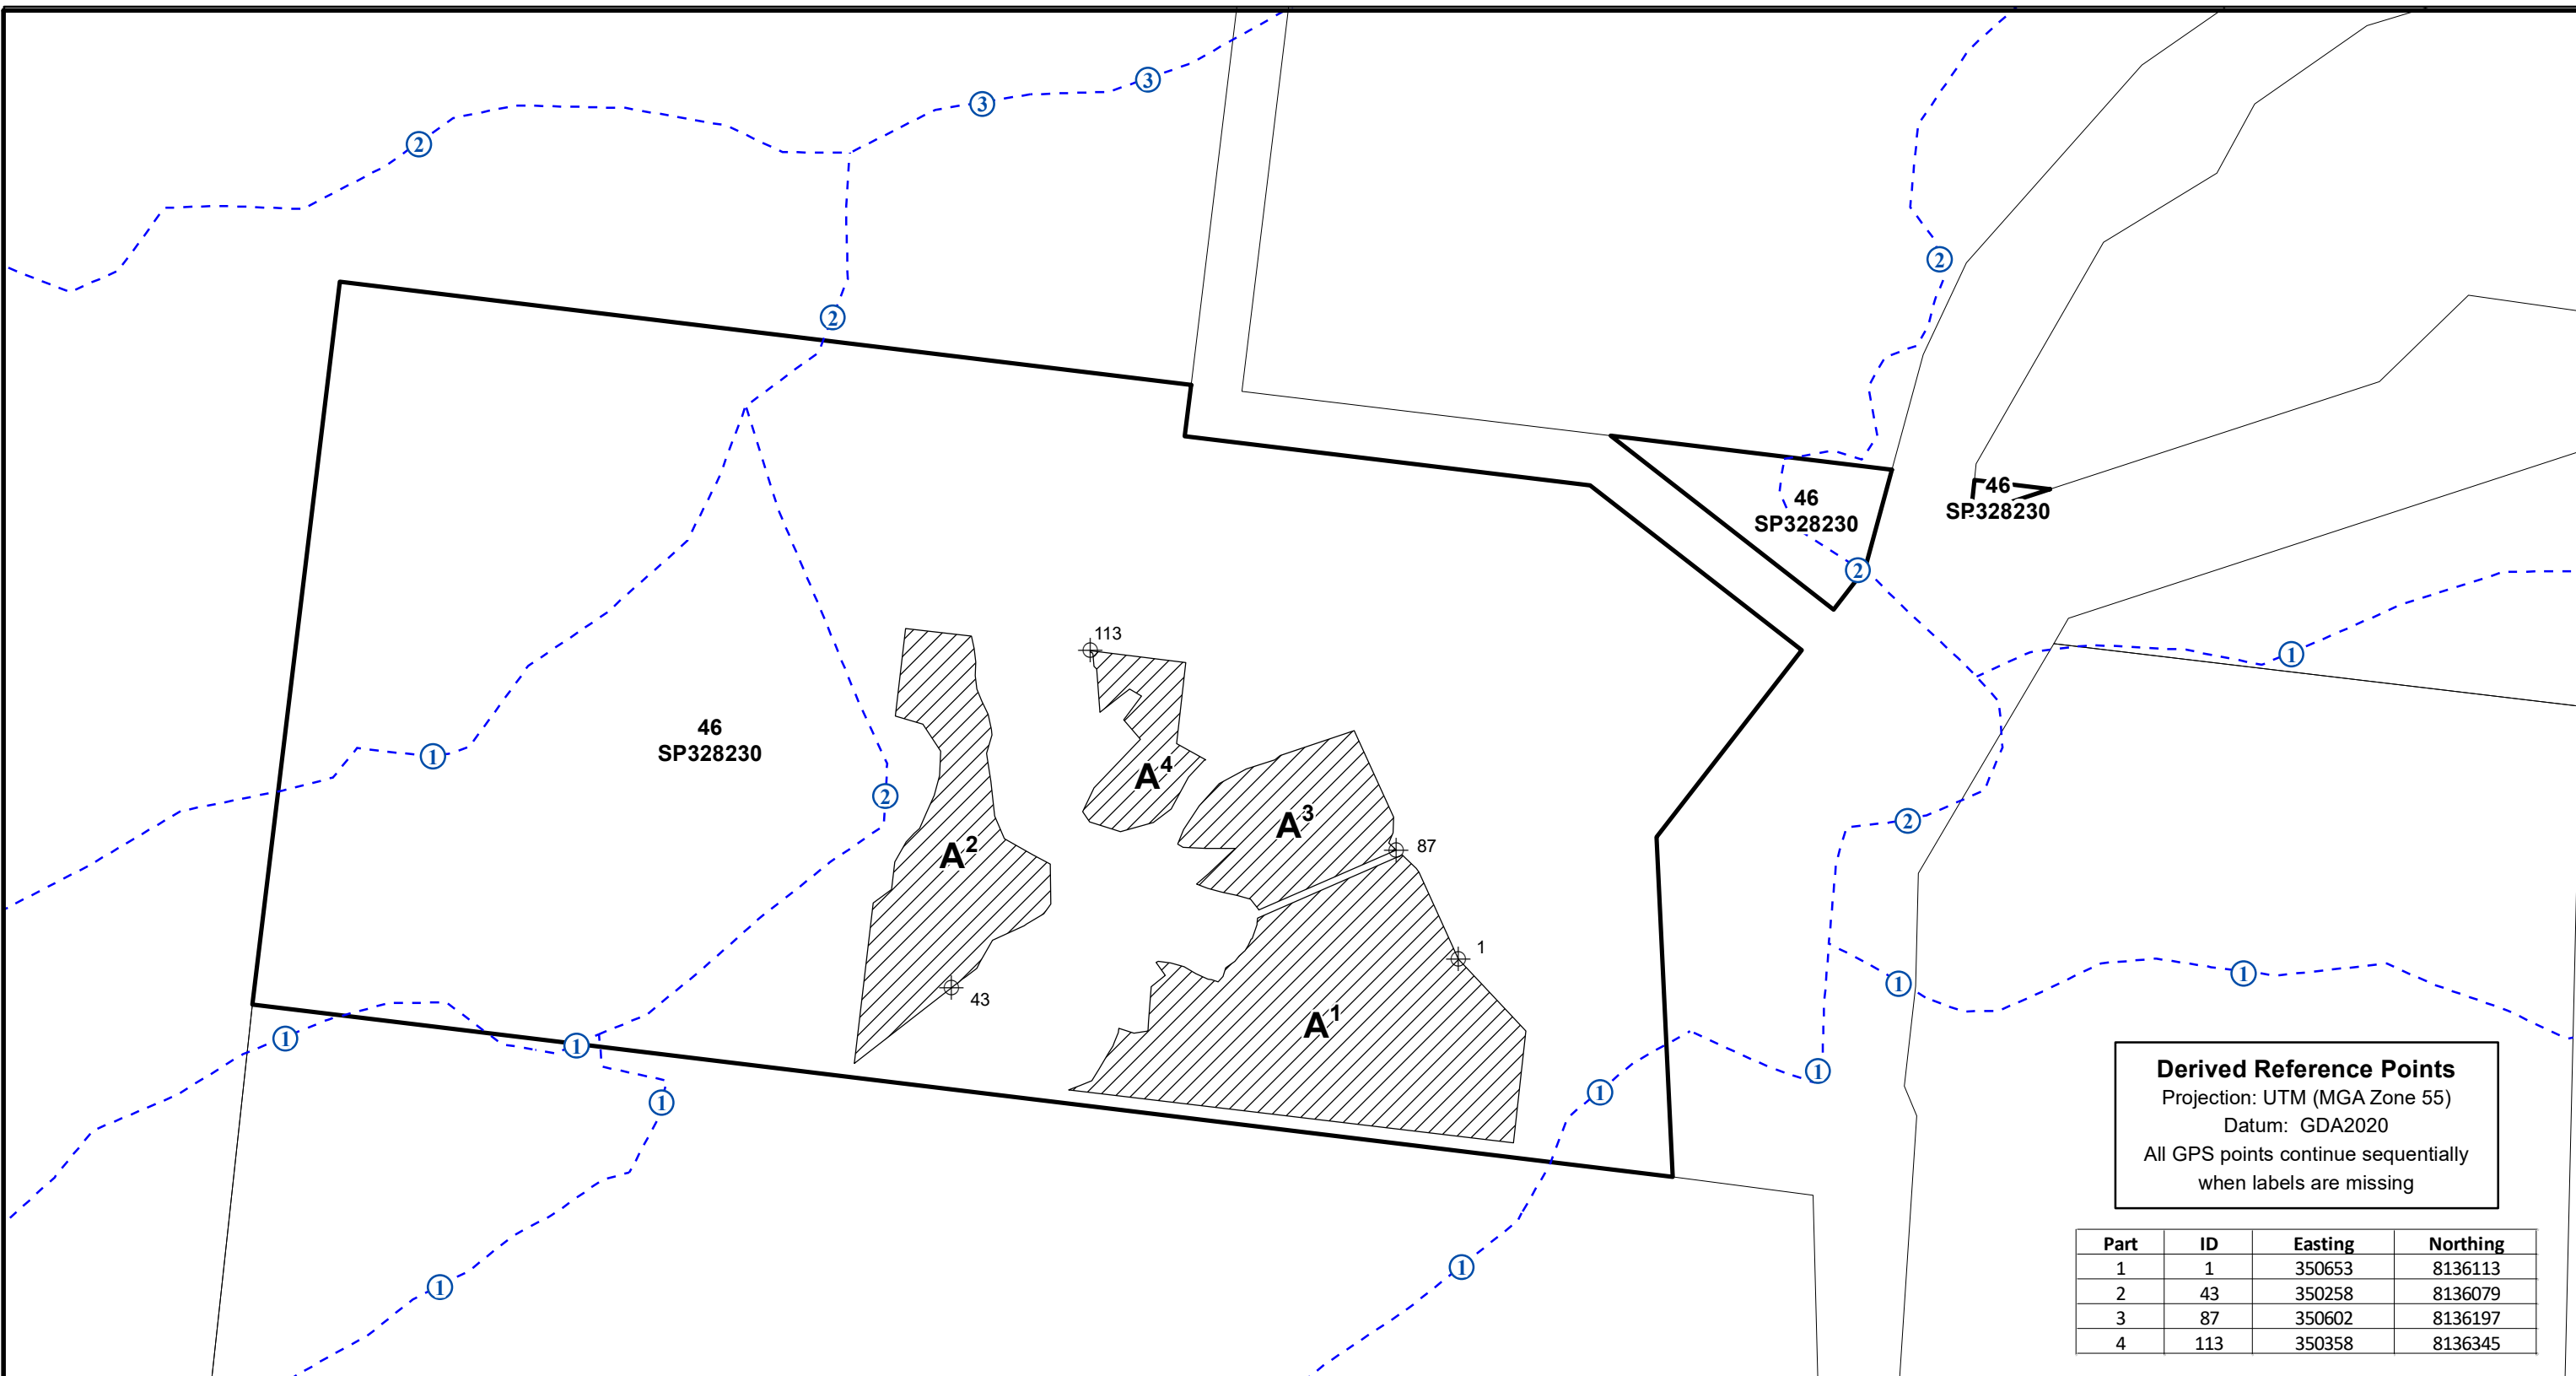 3
3
2
2
2
46
SP328230
46
SP328230
2
113
1
46
SP328230
1
A4
2
A3
2
87
A2
1
1
1
43
A1
1
1
1
1
1
1
1
1
Derived Reference Points
Projection: UTM (MGA Zone 55)
Datum: GDA2020
All GPS points continue sequentially
when labels are missing
Part ID Easting Northing
1 1 350653 8136113
2 43 350258 8136079
3 87 350602 8136197
4 113 350358 8136345